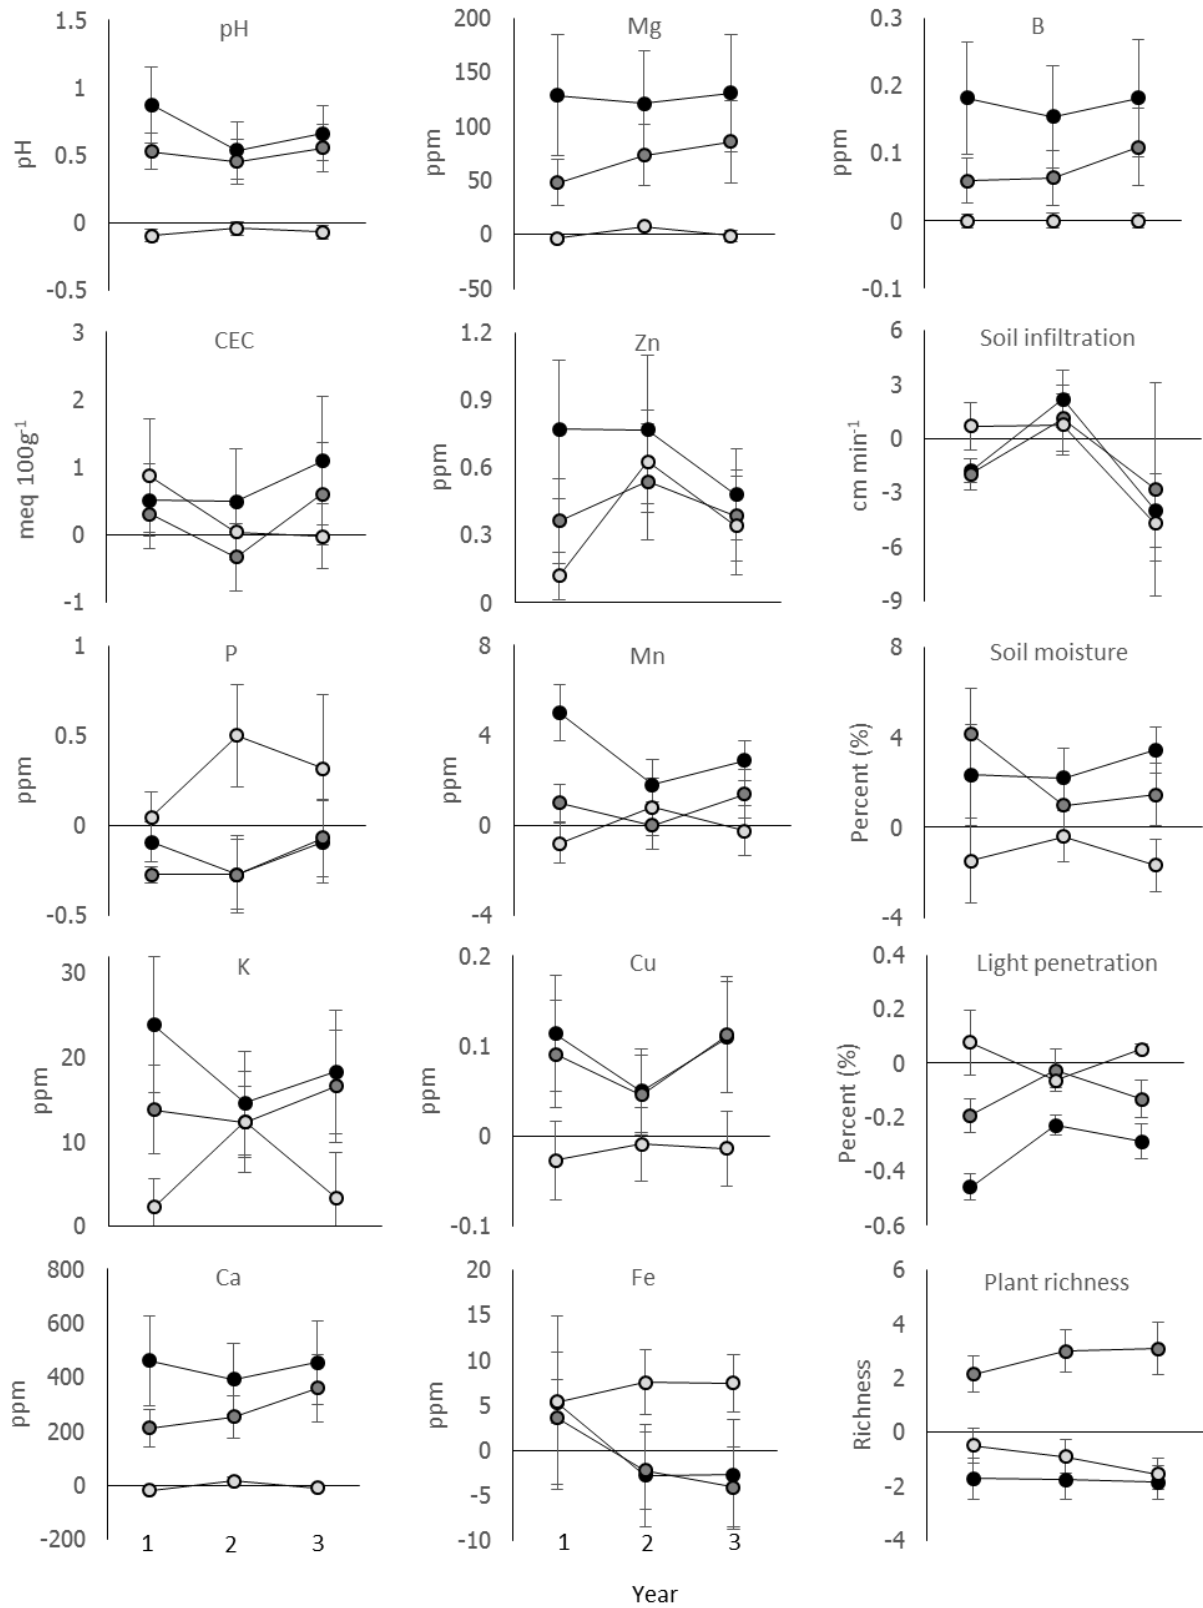 pH
1.5
1
0.5
0
-0.5
pH
Mg
200
150
100
50
0
-50
ppm
B
0.3
0.2
0.1
0
-0.1
ppm
CEC
3
2
1
0
-1
meq 100g-1
Zn
1.2
0.9
0.6
0.3
0
ppm
Soil infiltration
6
3
0
-3
-6
-9
cm min-1
P
1
0.5
0
-0.5
ppm
Mn
8
4
0
-4
ppm
Soil moisture
8
4
0
-4
Percent (%)
K
30
20
10
0
ppm
Cu
0.2
0.1
0
-0.1
ppm
Light penetration
0.4
0.2
0
-0.2
-0.4
-0.6
Percent (%)
Ca
800
600
400
200
0
-200
ppm
1 2 3
Fe
20
15
10
5
0
-5
-10
ppm
1 2 3
Plant richness
6
4
2
0
-2
-4
Richness
Year